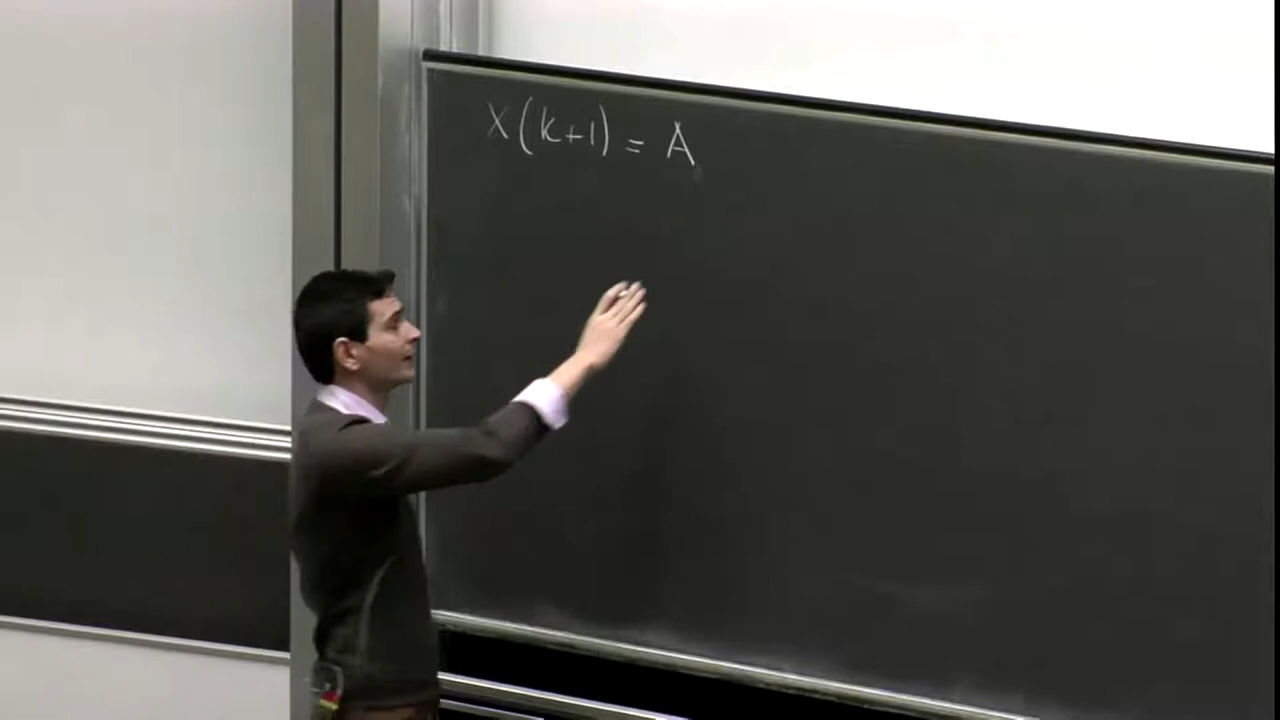 x(k+1) = A